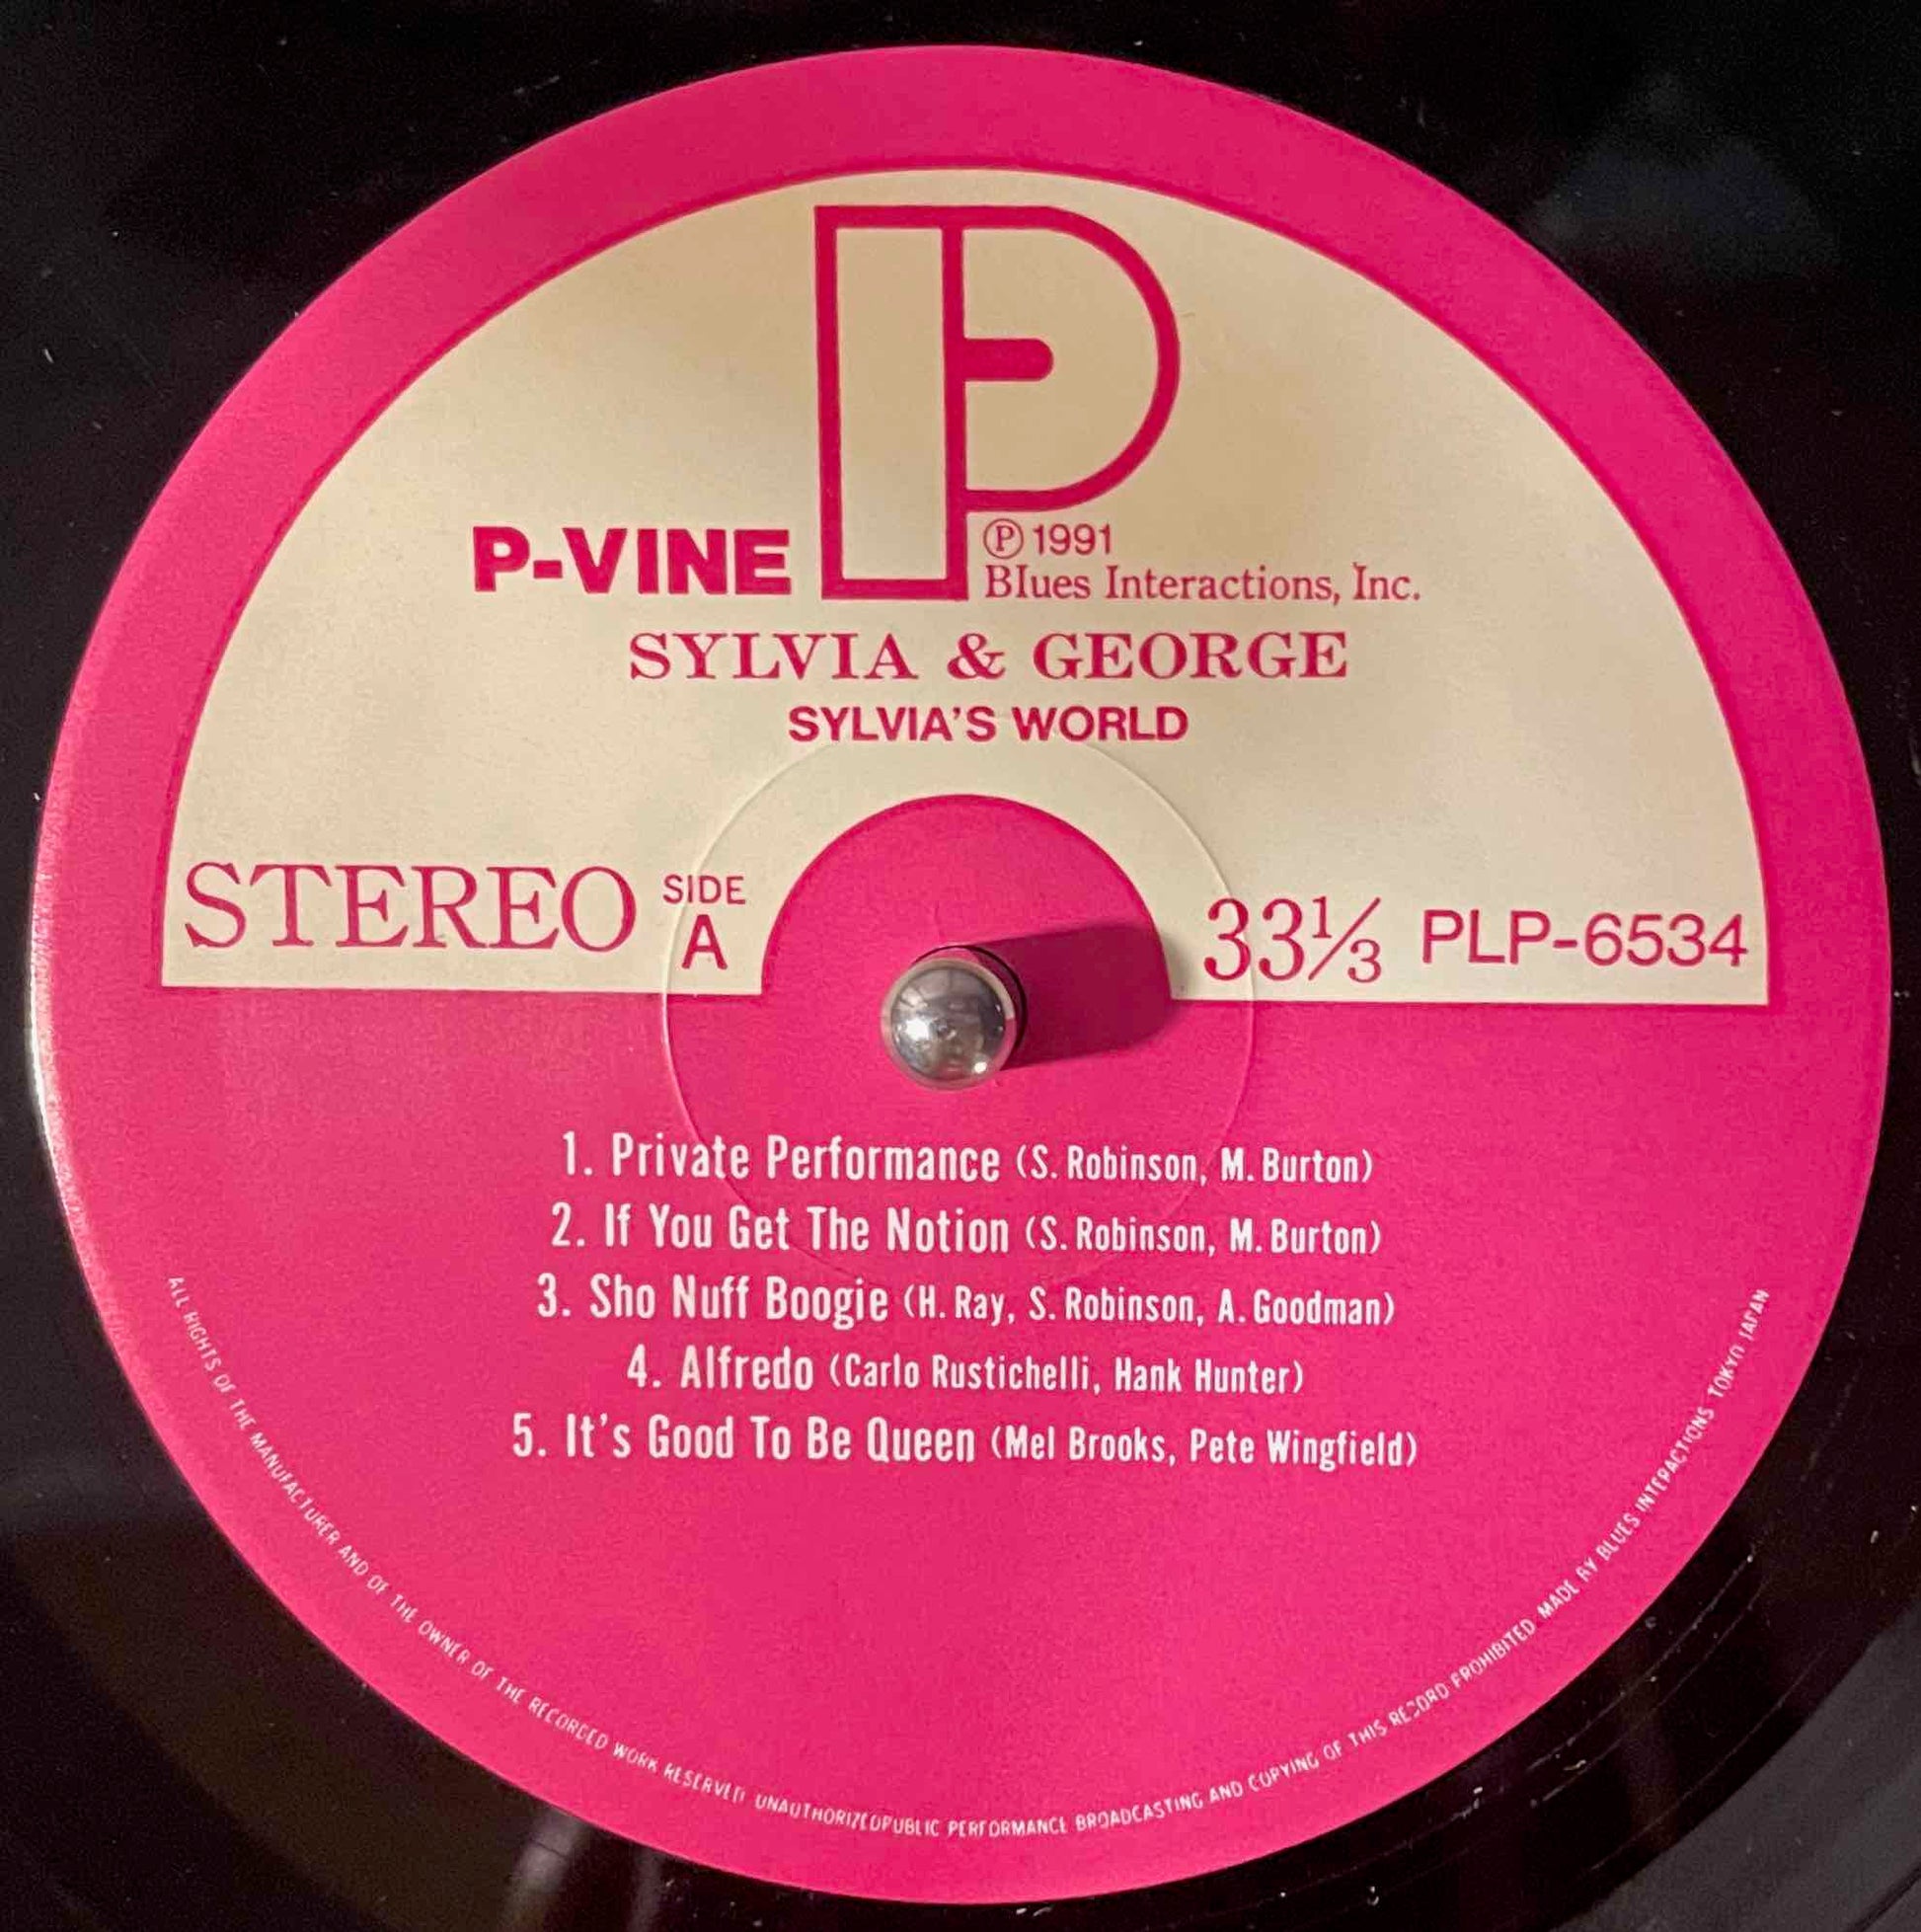 P
P-VINE
Ⓟ 1991
Blues Interactions, Inc.
SYLVIA & GEORGE
SYLVIA'S WORLD
STEREO SIDE A 33⅓ PLP-6534
1. Private Performance (S. Robinson, M. Burton)
2. If You Get The Notion (S. Robinson, M. Burton)
3. Sho Nuff Boogie (H. Ray, S. Robinson, A. Goodman)
4. Alfredo (Carlo Rustichelli, Hank Hunter)
5. It's Good To Be Queen (Mel Brooks, Pete Wingfield)
ALL RIGHTS OF THE MANUFACTURER AND OF THE OWNER OF THE RECORDED WORK RESERVED UNAUTHORIZEDPUBLIC PERFORMANCE BROADCASTING AND COPYING OF THIS RECORD PROHIBITED MADE BY BLUES INTERACTIONS TOKYO JAPAN